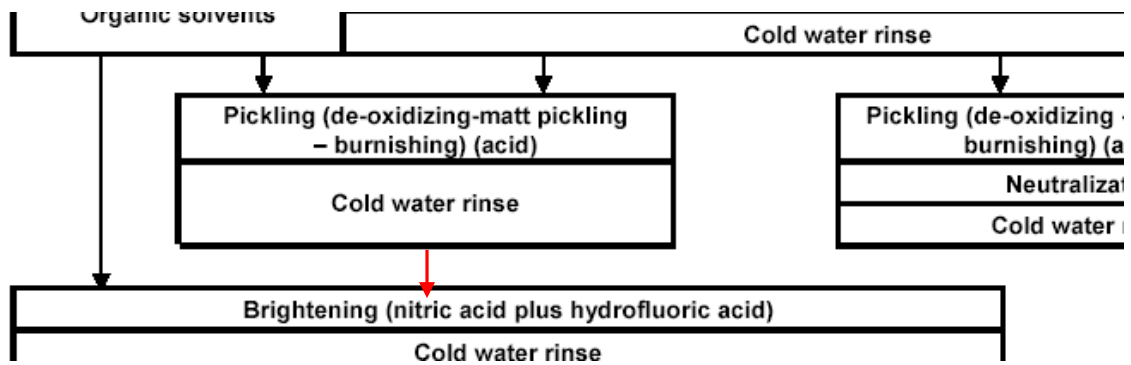 Organic solvents
Cold water rinse
Pickling (de-oxidizing-matt pickling
– burnishing) (acid)
Cold water rinse
Pickling (de-oxidizing
burnishing)
Cold water
Brightening (nitric acid plus hydrofluoric acid)
Cold water rinse